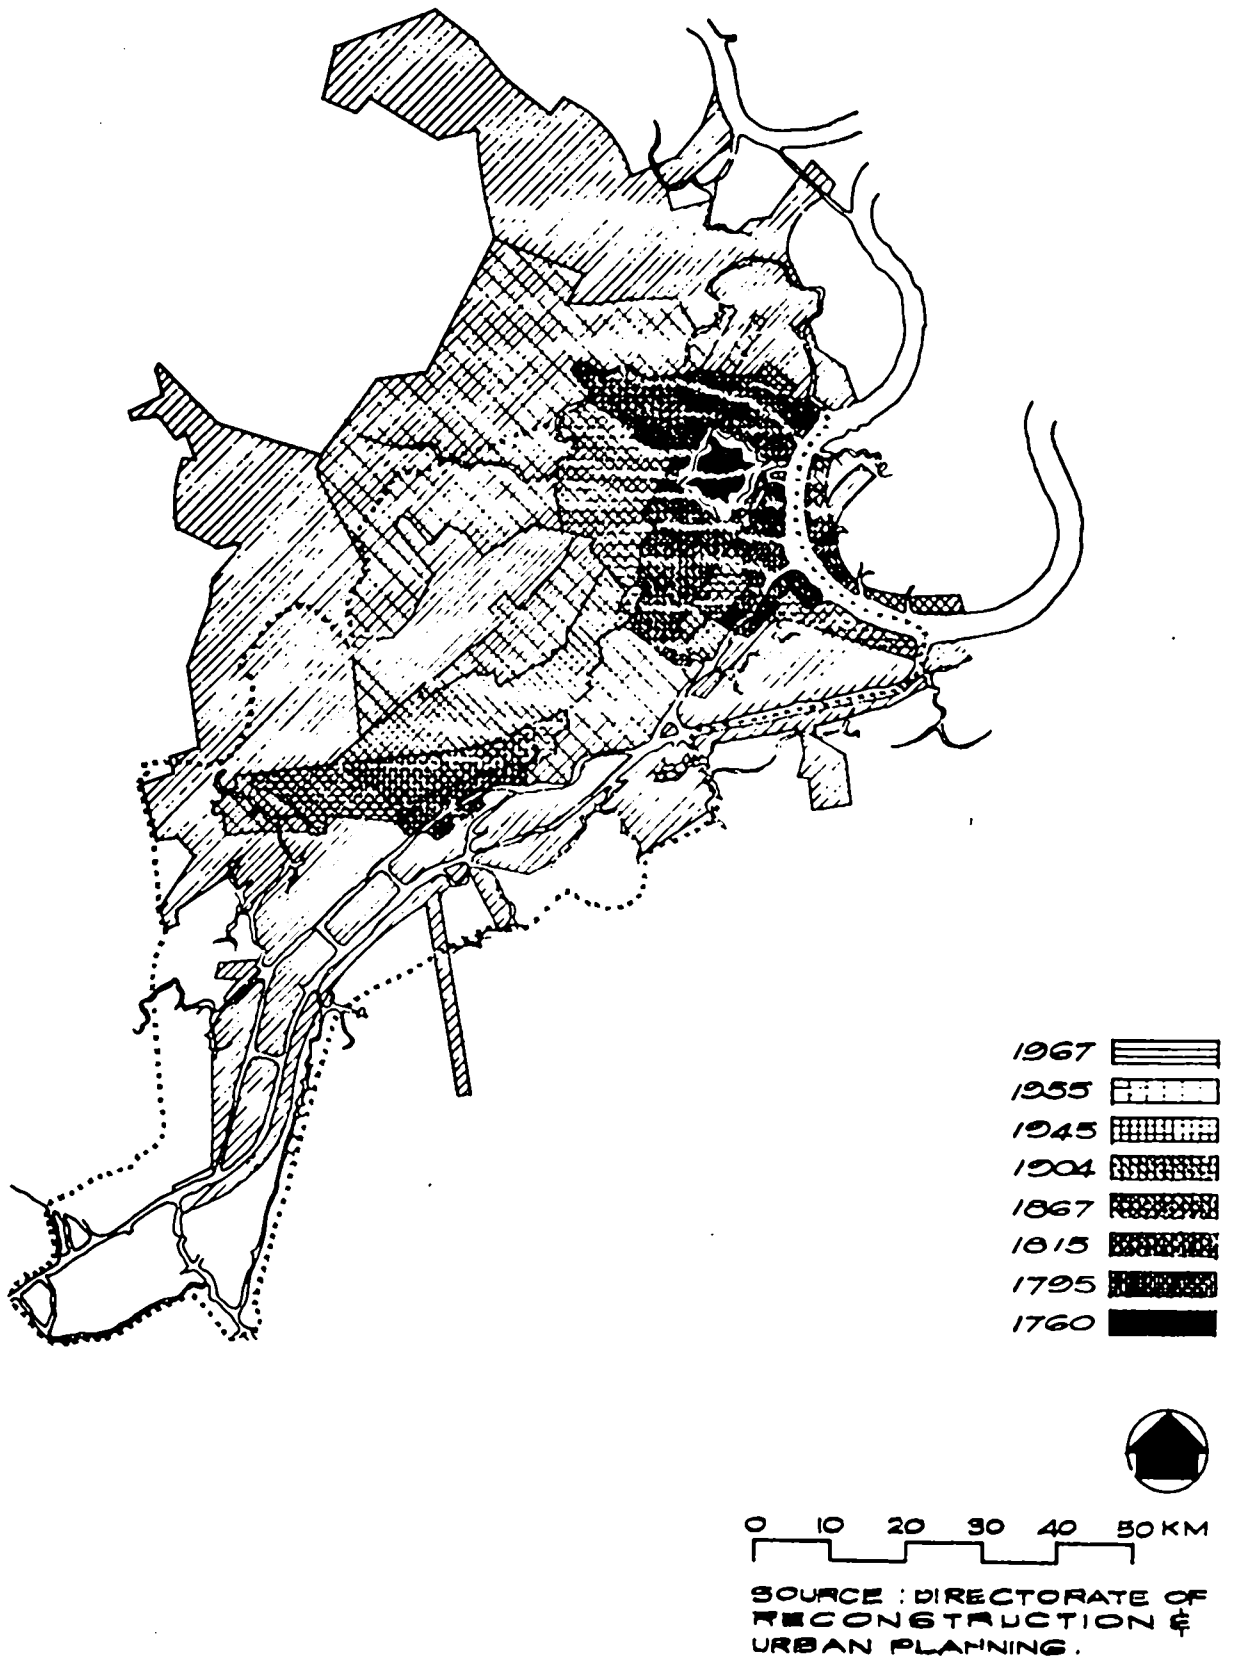 1967
1955
1945
1904
1867
1815
1795
1760
0 10 20 30 40 50 KM
SOURCE : DIRECTORATE OF
RECONSTRUCTION &
URBAN PLANNING.